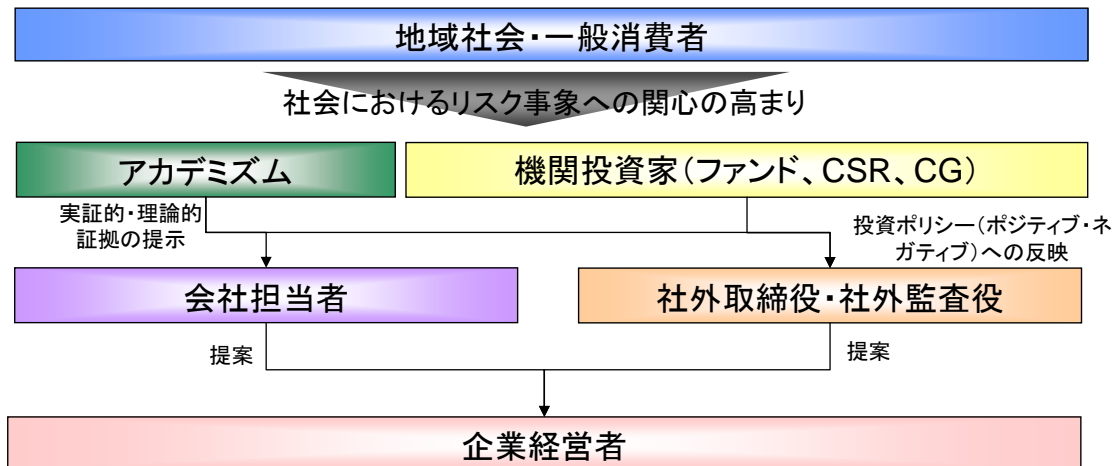 地域社会・一般消費者
社会におけるリスク事象への関心の高まり
アカデミズム
機関投資家(ファンド、CSR、CG)
実証的・理論的
証拠の提示
投資ポリシー(ポジティブ・ネ
ガティブ)への反映
会社担当者
社外取締役・社外監査役
提案
提案
企業経営者